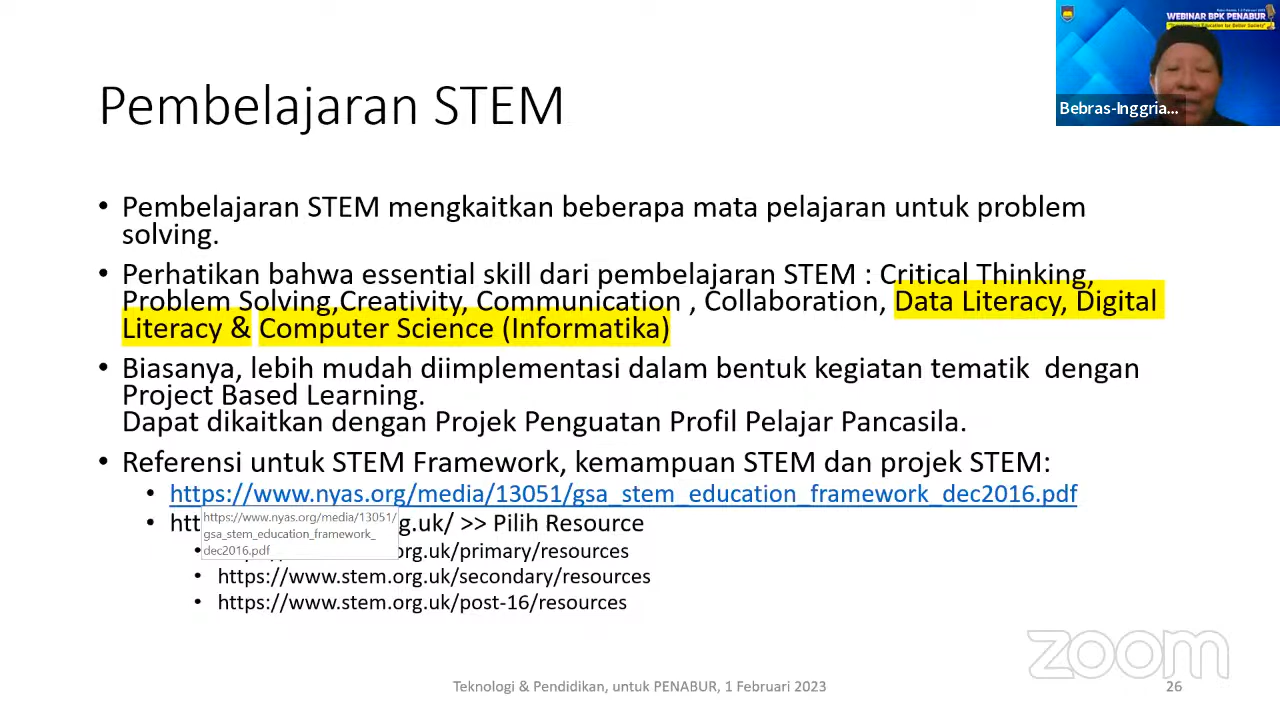 WEBINAR BPK PENABUR
Bebras-Inggria...
Pembelajaran STEM
• Pembelajaran STEM mengkaitkan beberapa mata pelajaran untuk problem
solving.
• Perhatikan bahwa essential skill dari pembelajaran STEM : Critical Thinking,
Problem Solving,Creativity, Communication , Collaboration, Data Literacy, Digital
Literacy & Computer Science (Informatika)
• Biasanya, lebih mudah diimplementasi dalam bentuk kegiatan tematik dengan
Project Based Learning.
Dapat dikaitkan dengan Projek Penguatan Profil Pelajar Pancasila.
• Referensi untuk STEM Framework, kemampuan STEM dan projek STEM:
• https://www.nyas.org/media/13051/gsa_stem_education_framework_dec2016.pdf
• htt g.uk/ >> Pilih Resource
https://www.nyas.org/media/13051/
gsa_stem_education_framework_
dec2016.pdf
• org.uk/primary/resources
• https://www.stem.org.uk/secondary/resources
• https://www.stem.org.uk/post-16/resources
zoom
Teknologi & Pendidikan, untuk PENABUR, 1 Februari 2023
26